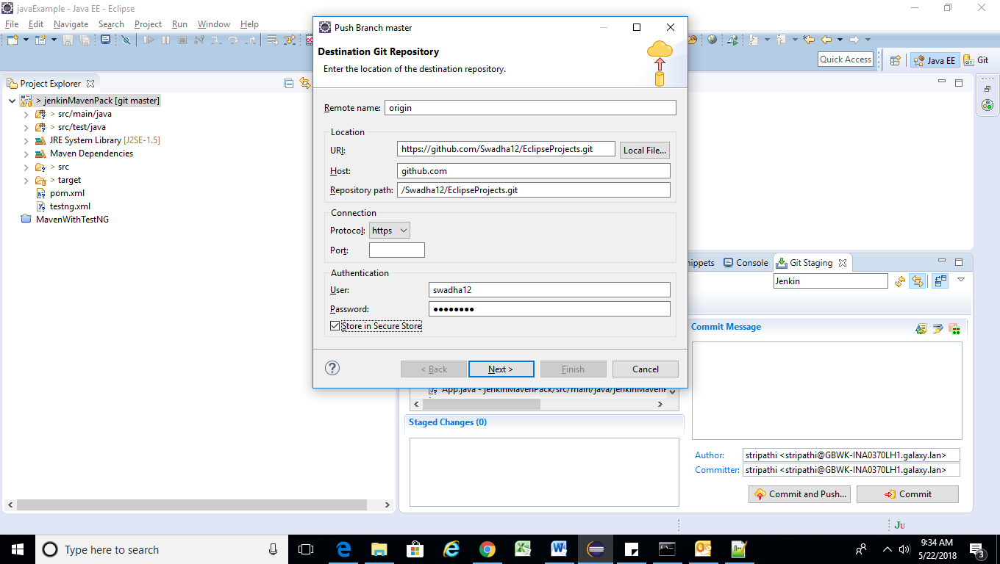 javaExample - Java EE - Eclipse
File Edit Navigate Search Project Run Window Help
Quick Access
Java EE
Git
Project Explorer
> jenkinMavenPack [git master]
> src/main/java
> src/test/java
JRE System Library [J2SE-1.5]
Maven Dependencies
> src
> target
pom.xml
testng.xml
MavenWithTestNG
Push Branch master
Destination Git Repository
Enter the location of the destination repository.
Remote name: origin
Location
URI: https://github.com/Swadha12/EclipseProjects.git Local File...
Host: github.com
Repository path: /Swadha12/EclipseProjects.git
Connection
Protocol: https
Port:
Authentication
User: swadha12
Password: ●●●●●●●●
Store in Secure Store
< Back Next > Finish Cancel
nippets Console Git Staging
Jenkin
Commit Message
App.java - jenkinMavenPack/src/main/java/jenkinMavenP
Staged Changes (0)
Author: stripathi <stripathi@GBWK-INA0370LH1.galaxy.lan>
Committer: stripathi <stripathi@GBWK-INA0370LH1.galaxy.lan>
Commit and Push... Commit
Ju
Type here to search
9:34 AM
5/22/2018
3